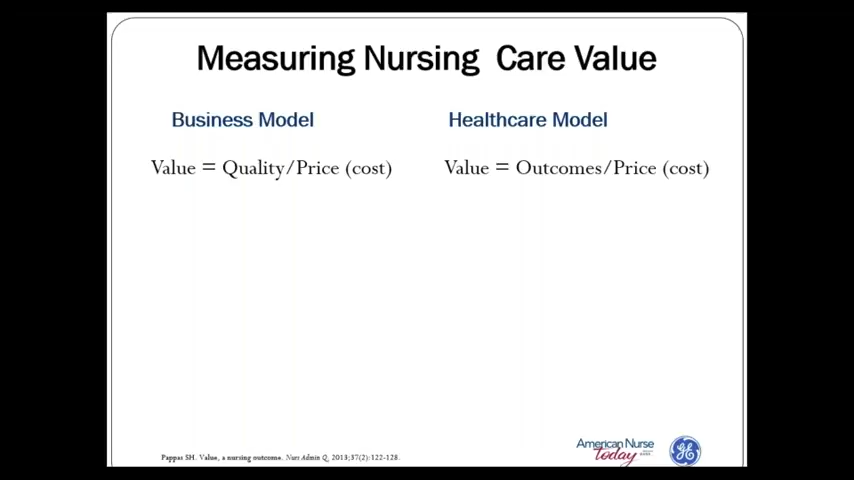 Measuring Nursing Care Value
Business Model
Healthcare Model
Value = Quality/Price (cost)
Value = Outcomes/Price (cost)
Pappas SH. Value, a nursing outcome. Nurs Admin Q. 2013;37(2):122-128.
American Nurse
Today
GE